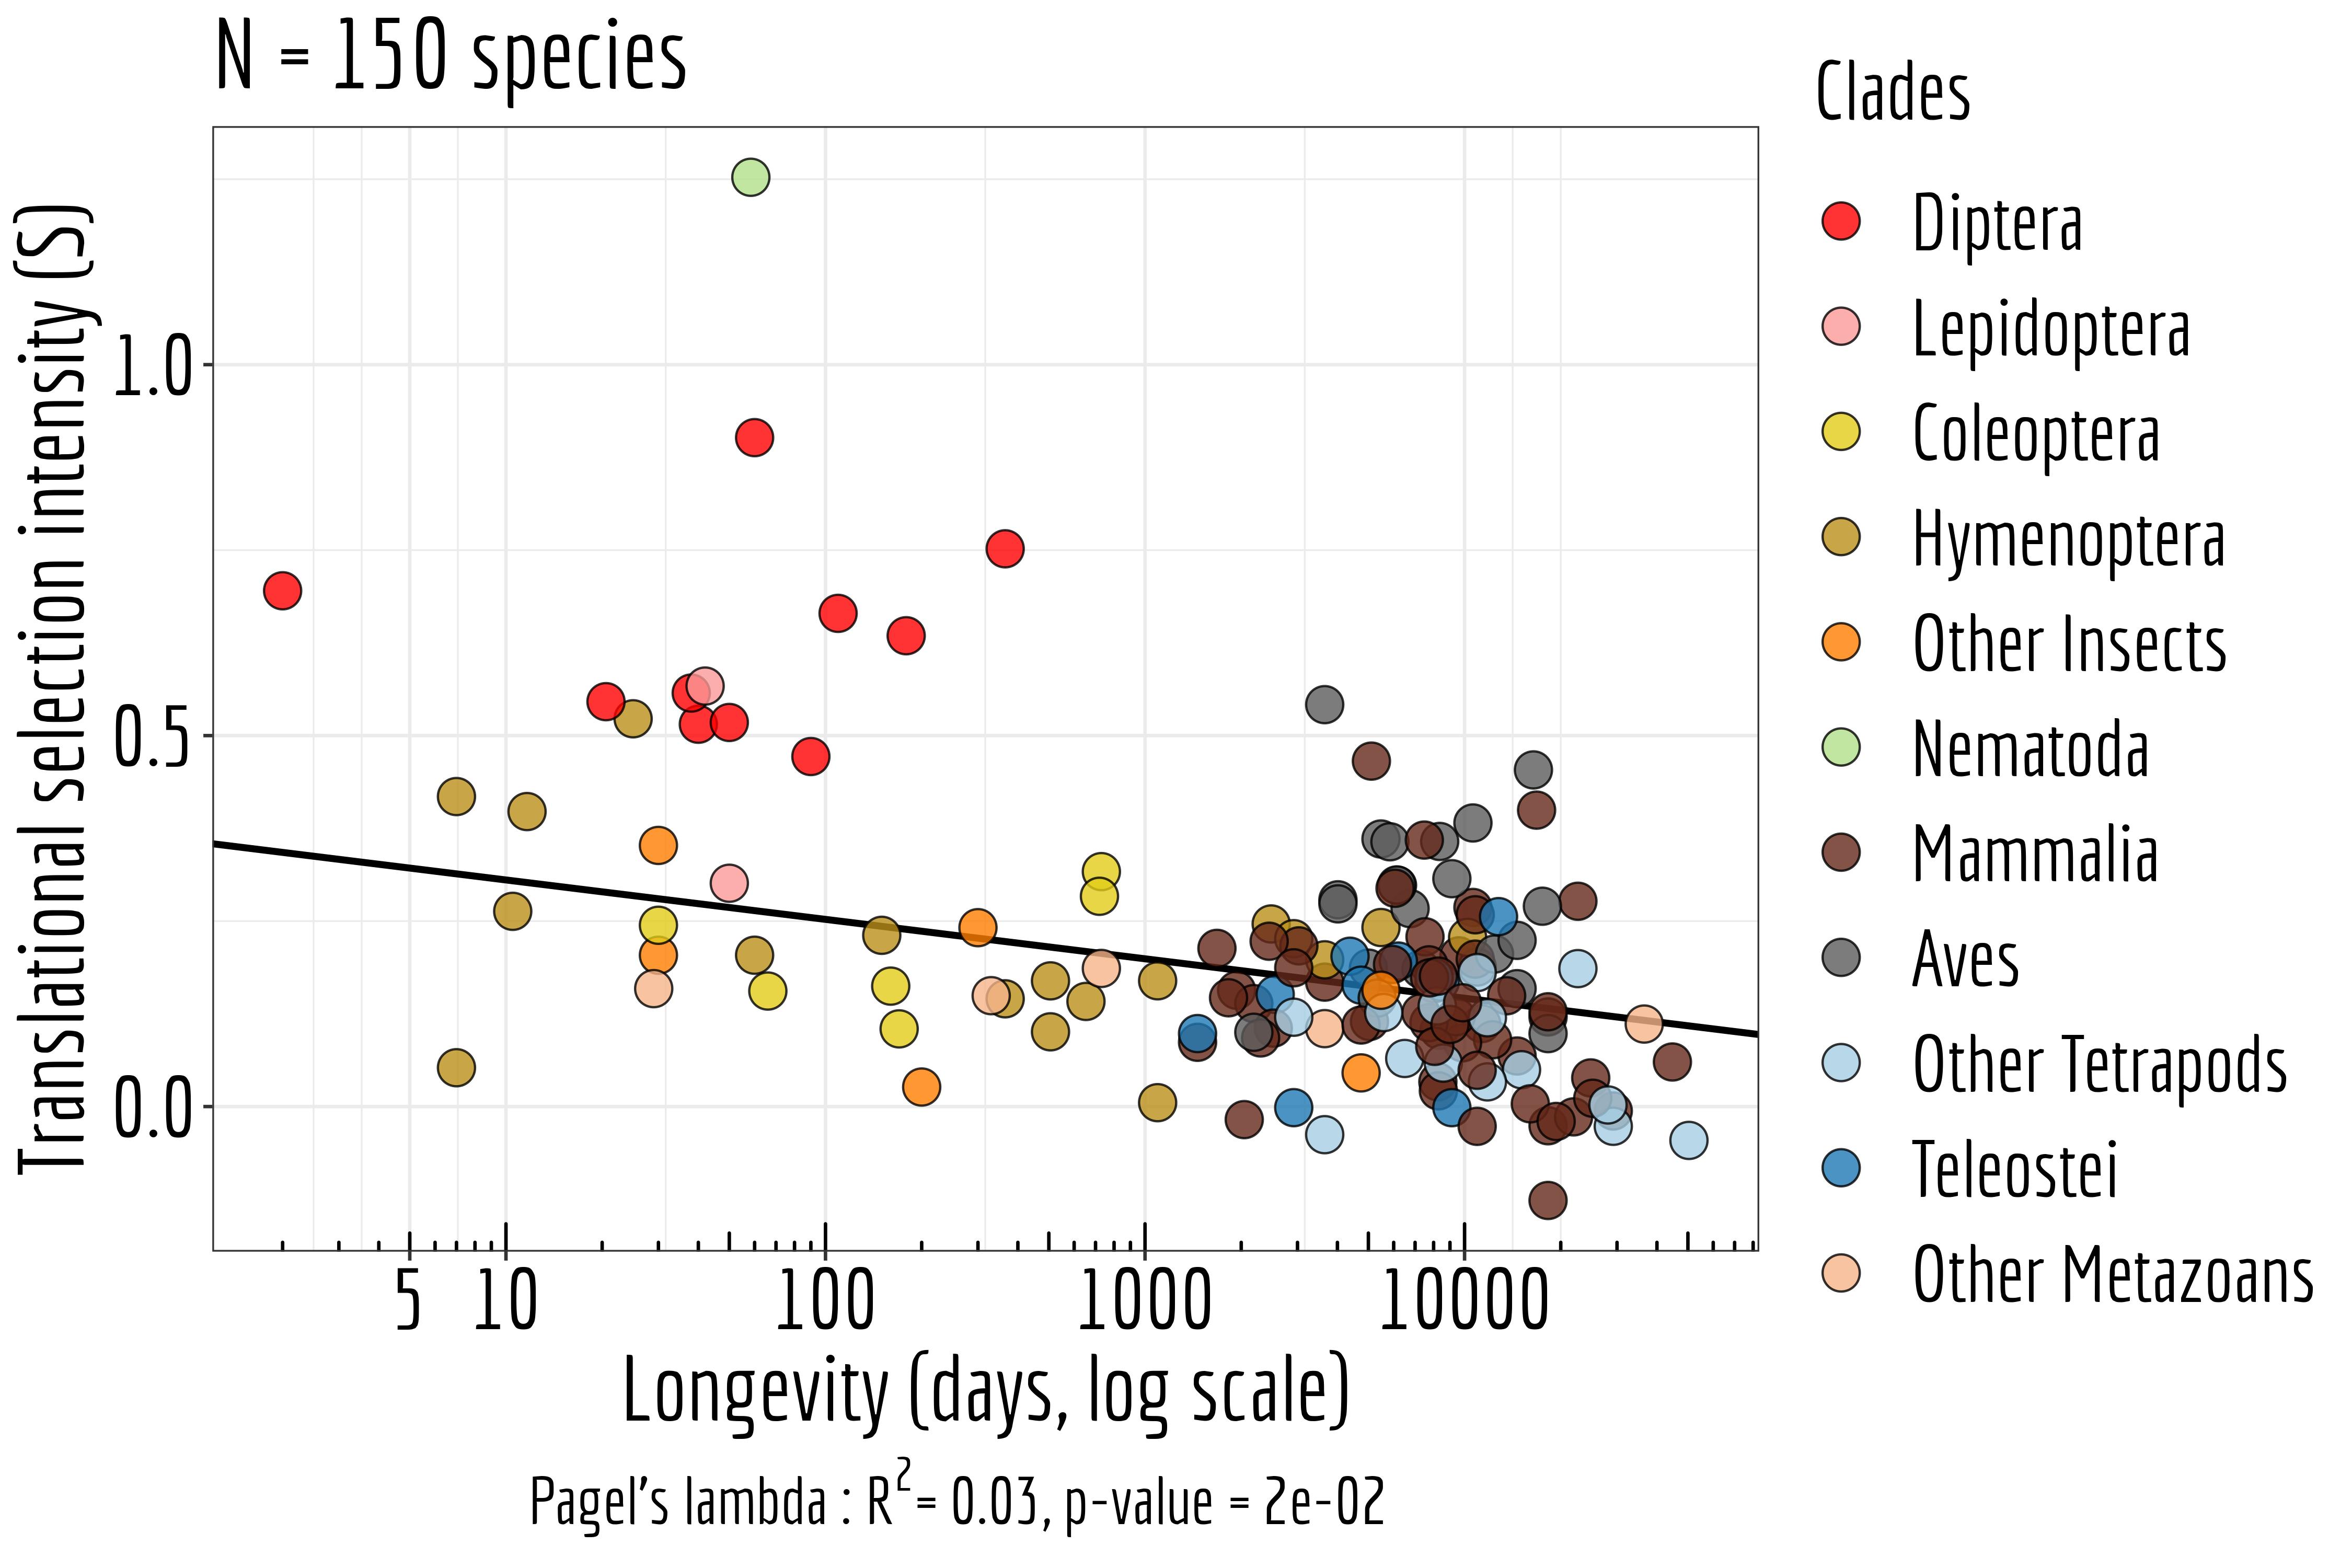 N = 150 species
Translational selection intensity (S)
1.0
0.5
0.0
5 10 100 1000 10000
Longevity (days, log scale)
Pagel's lambda : R²= 0.03, p-value = 2e-02
Clades
Diptera
Lepidoptera
Coleoptera
Hymenoptera
Other Insects
Nematoda
Mammalia
Aves
Other Tetrapods
Teleostei
Other Metazoans